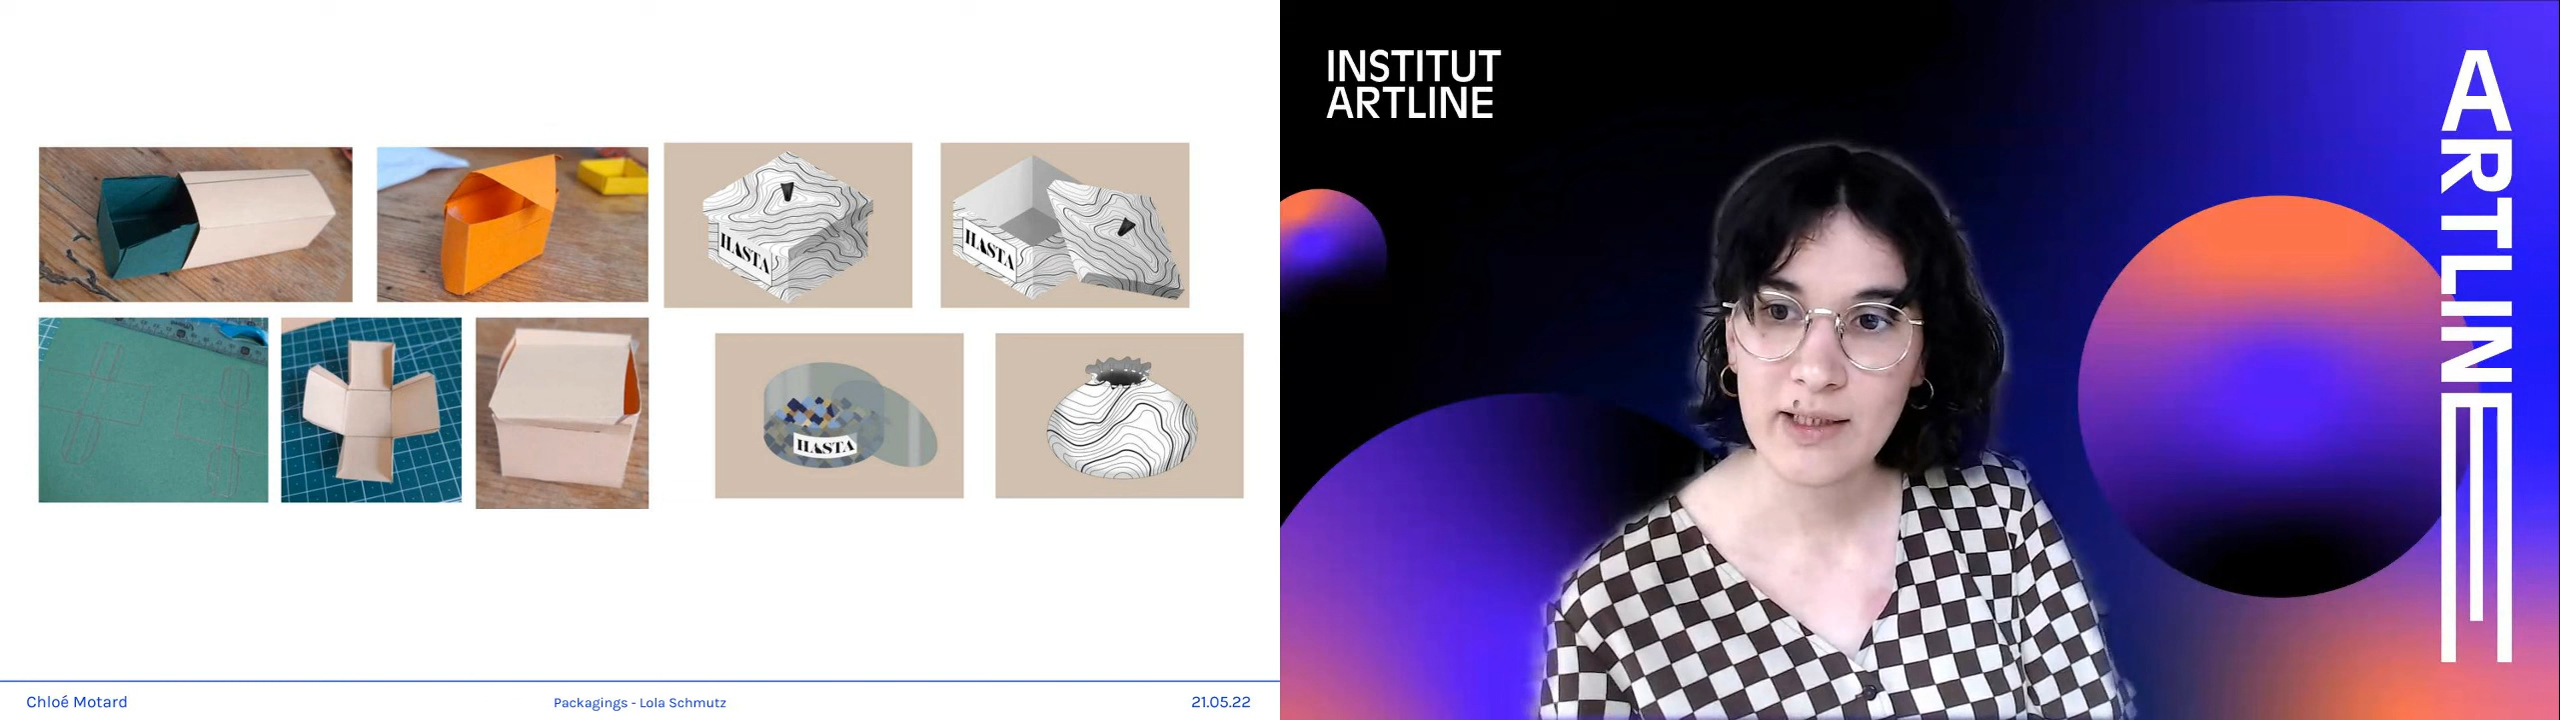 HASTA
HASTA
HASTA
Chloé Motard
Packagings - Lola Schmutz
21.05.22
INSTITUT
ARTLINE
ARTLINE